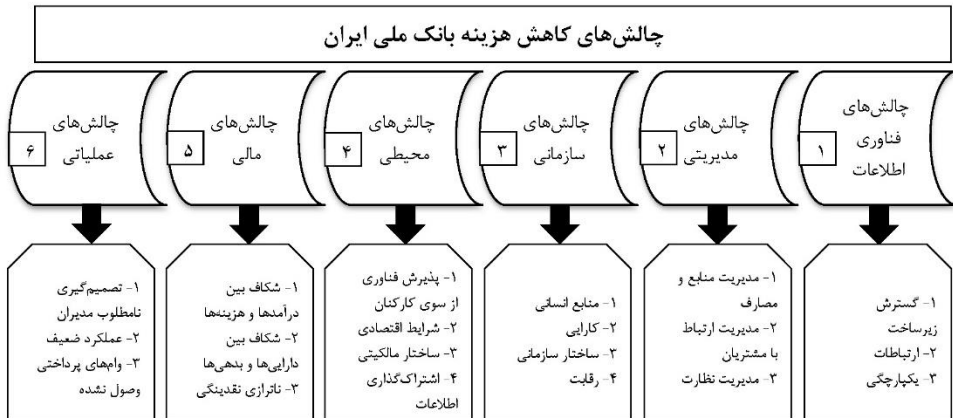 چالش‌های کاهش هزینه بانک ملی ایران
چالش‌های
فناوری
اطلاعات
۱
چالش‌های
مدیریتی
۲
چالش‌های
سازمانی
۳
چالش‌های
محیطی
۴
چالش‌های
مالی
۵
چالش‌های
عملیاتی
۶
۱- گسترش
زیرساخت
۲- ارتباطات
۳- یکپارچگی
۱- مدیریت منابع و
مصارف
۲- مدیریت ارتباط
با مشتریان
۳- مدیریت نظارت
۱- منابع انسانی
۲- کارایی
۳- ساختار سازمانی
۴- رقابت
۱- پذیرش فناوری
از سوی کارکنان
۲- شرایط اقتصادی
۳- ساختار مالکیتی
۴- اشتراک‌گذاری
اطلاعات
۱- شکاف بین
درآمدها و هزینه‌ها
۲- شکاف بین
دارایی‌ها و بدهی‌ها
۳- ناترازی نقدینگی
۱- تصمیم‌گیری
نامطلوب مدیران
۲- عملکرد ضعیف
۳- وام‌های پرداختی
وصول نشده